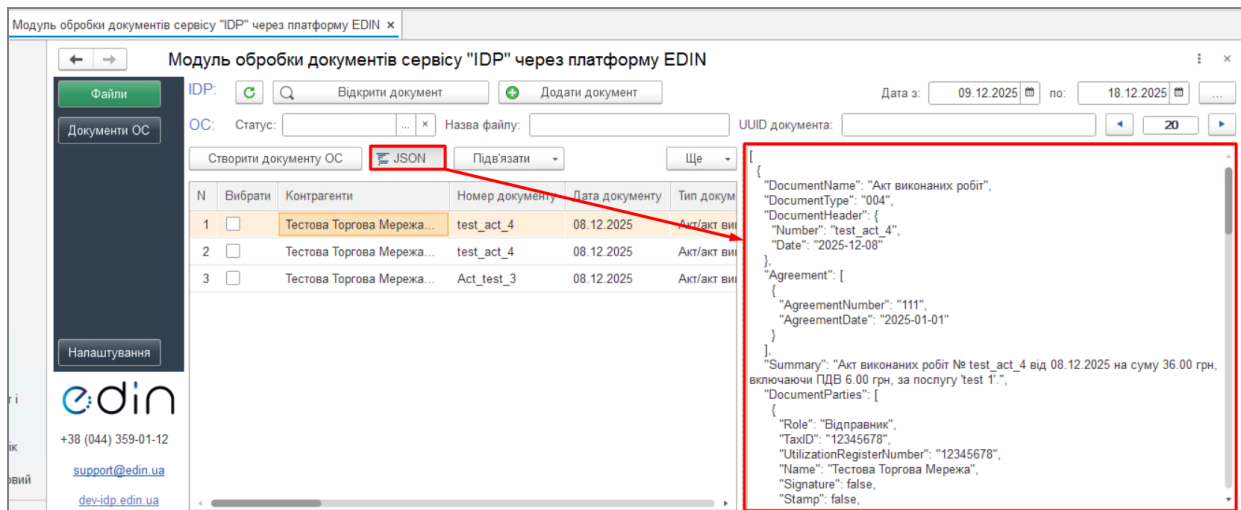 Модуль обробки документів сервісу "IDP" через платформу EDIN ×
Модуль обробки документів сервісу "IDP" через платформу EDIN
Файли
Документи ОС
Налаштування
edin
+38 (044) 359-01-12
support@edin.ua
dev-idp.edin.ua
IDP: Відкрити документ Додати документ Дата з: 09.12.2025 по: 18.12.2025 ...
ОС: Статус: ... × Назва файлу: UUID документа: 20
Створити документу ОС JSON Підв'язати Ще
N Вибрати Контрагенти Номер документу Дата документу Тип докум
1 Тестова Торгова Мережа... test_act_4 08.12.2025 Акт/акт вик
2 Тестова Торгова Мережа... test_act_4 08.12.2025 Акт/акт вик
3 Тестова Торгова Мережа... Act_test_3 08.12.2025 Акт/акт вик
[
{
"DocumentName": "Акт виконаних робіт",
"DocumentType": "004",
"DocumentHeader": {
"Number": "test_act_4",
"Date": "2025-12-08"
},
"Agreement": [
{
"AgreementNumber": "111",
"AgreementDate": "2025-01-01"
}
],
"Summary": "Акт виконаних робіт № test_act_4 від 08.12.2025 на суму 36.00 грн,
включаючи ПДВ 6.00 грн, за послугу 'test 1'.",
"DocumentParties": [
{
"Role": "Відправник",
"TaxID": "12345678",
"UtilizationRegisterNumber": "12345678",
"Name": "Тестова Торгова Мережа",
"Signature": false,
"Stamp": false,